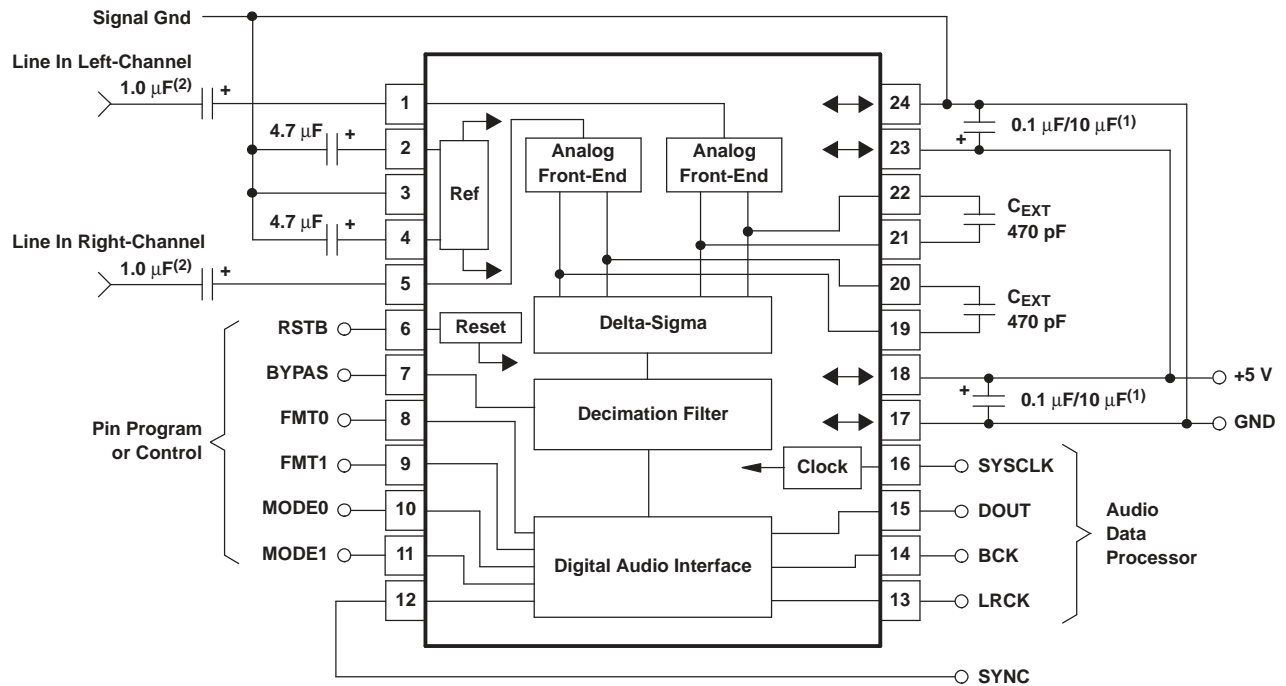 Signal Gnd
Line In Left-Channel
1.0 μF(2)
+
4.7 μF
+
4.7 μF
+
Line In Right-Channel
1.0 μF(2)
+
Pin Program
or Control
RSTB
BYPAS
FMT0
FMT1
MODE0
MODE1
1
2
3
4
5
6
7
8
9
10
11
12
Ref
Reset
Analog
Front-End
Analog
Front-End
Delta-Sigma
Decimation Filter
Clock
Digital Audio Interface
24
23
22
21
20
19
18
17
16
15
14
13
0.1 μF/10 μF(1)
+
CEXT
470 pF
CEXT
470 pF
+
0.1 μF/10 μF(1)
+5 V
GND
SYSCLK
DOUT
BCK
LRCK
Audio
Data
Processor
SYNC